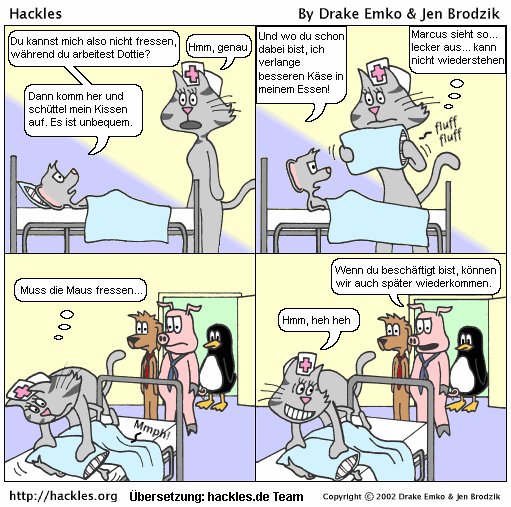 Hackles
By Drake Emko & Jen Brodzik
Du kannst mich also nicht fressen,
während du arbeitest Dottie?
Hmm, genau
Dann komm her und
schüttel mein Kissen
auf. Es ist unbequem.
Und wo du schon
dabei bist, ich
verlange
besseren Käse in
meinem Essen!
Marcus sieht so...
lecker aus... kann
nicht wiederstehen
fluff
fluff
Muss die Maus fressen...
Mmph!
Wenn du beschäftigt bist, können
wir auch später wiederkommen.
Hmm, heh heh
http://hackles.org
Übersetzung: hackles.de Team
Copyright © 2002 Drake Emko & Jen Brodzik